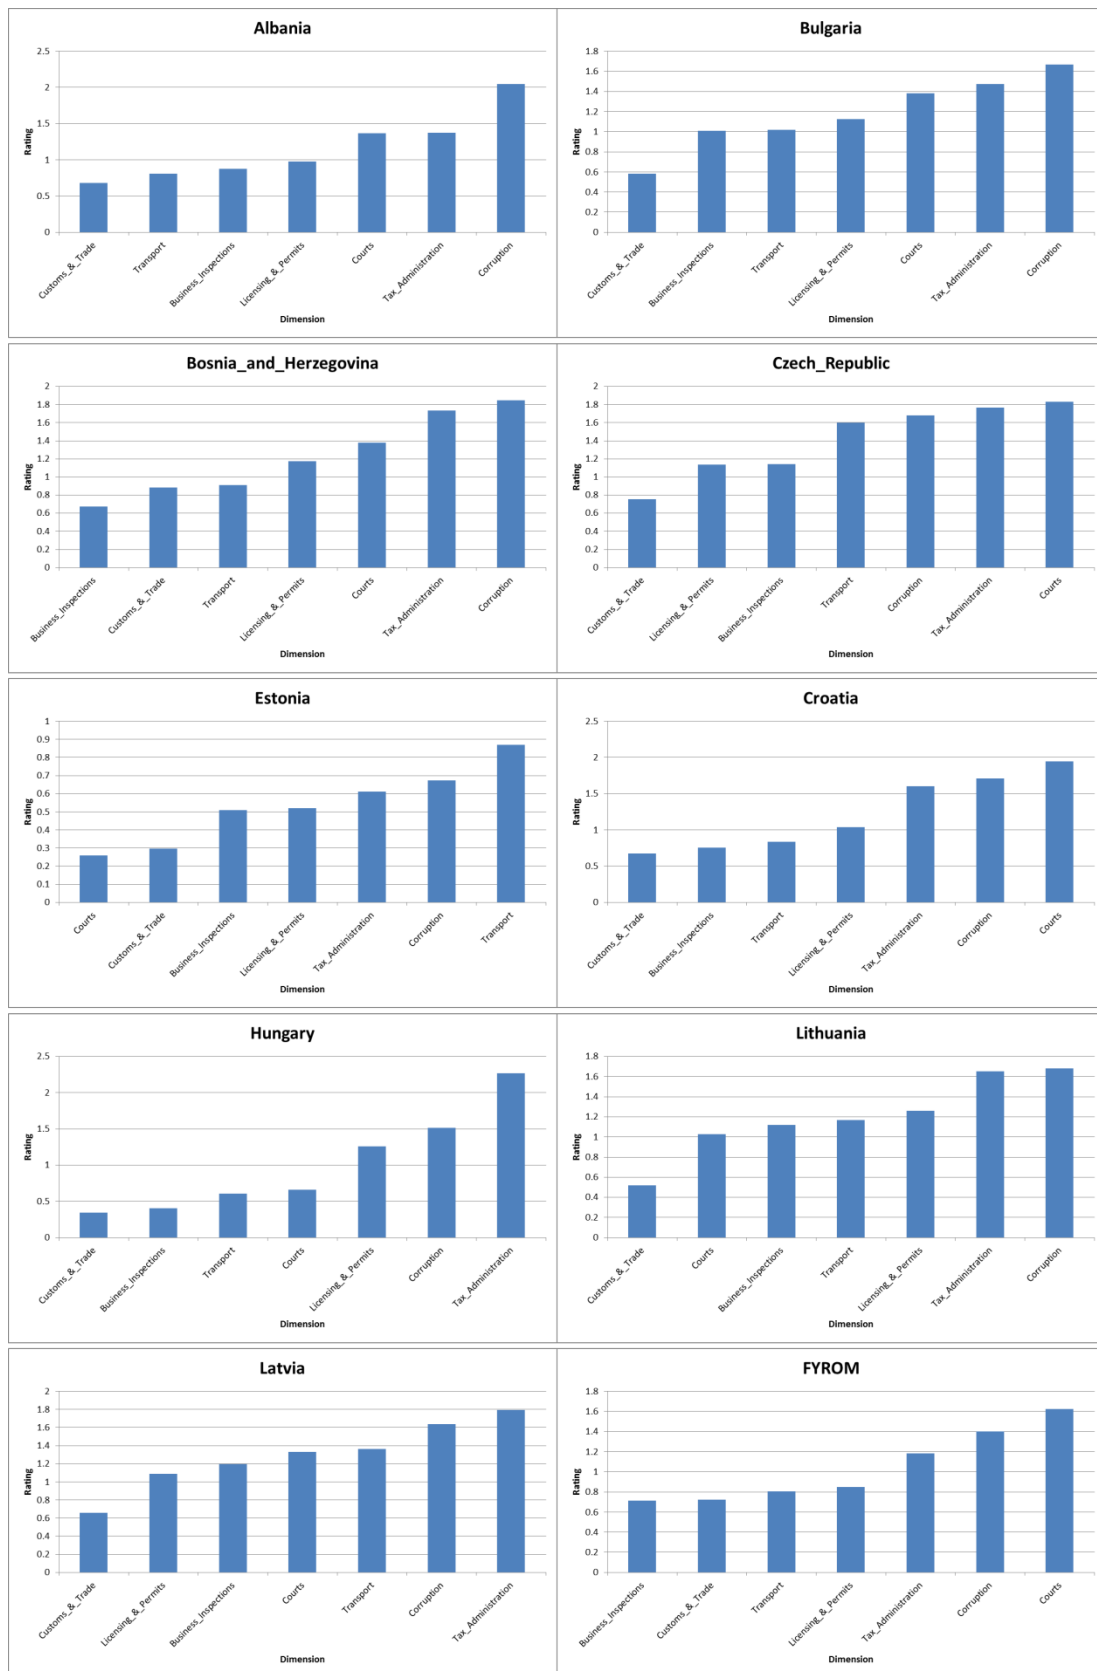 Albania
2.5
2
1.5
1
0.5
0
Rating
Customs_&_Trade
Transport
Business_Inspections
Licensing_&_Permits
Courts
Tax_Administration
Corruption
Dimension
Bulgaria
1.8
1.6
1.4
1.2
1
0.8
0.6
0.4
0.2
0
Rating
Customs_&_Trade
Business_Inspections
Transport
Licensing_&_Permits
Courts
Tax_Administration
Corruption
Dimension
Bosnia_and_Herzegovina
2
1.8
1.6
1.4
1.2
1
0.8
0.6
0.4
0.2
0
Rating
Business_Inspections
Customs_&_Trade
Transport
Licensing_&_Permits
Courts
Tax_Administration
Corruption
Dimension
Czech_Republic
2
1.8
1.6
1.4
1.2
1
0.8
0.6
0.4
0.2
0
Rating
Customs_&_Trade
Licensing_&_Permits
Business_Inspections
Transport
Corruption
Tax_Administration
Courts
Dimension
Estonia
1
0.9
0.8
0.7
0.6
0.5
0.4
0.3
0.2
0.1
0
Rating
Courts
Customs_&_Trade
Business_Inspections
Licensing_&_Permits
Tax_Administration
Corruption
Transport
Dimension
Croatia
2.5
2
1.5
1
0.5
0
Rating
Customs_&_Trade
Business_Inspections
Transport
Licensing_&_Permits
Tax_Administration
Corruption
Courts
Dimension
Hungary
2.5
2
1.5
1
0.5
0
Rating
Customs_&_Trade
Business_Inspections
Transport
Courts
Licensing_&_Permits
Corruption
Tax_Administration
Dimension
Lithuania
1.8
1.6
1.4
1.2
1
0.8
0.6
0.4
0.2
0
Rating
Customs_&_Trade
Courts
Business_Inspections
Transport
Licensing_&_Permits
Tax_Administration
Corruption
Dimension
Latvia
2
1.8
1.6
1.4
1.2
1
0.8
0.6
0.4
0.2
0
Rating
Customs_&_Trade
Licensing_&_Permits
Business_Inspections
Courts
Transport
Corruption
Tax_Administration
Dimension
FYROM
1.8
1.6
1.4
1.2
1
0.8
0.6
0.4
0.2
0
Rating
Business_Inspections
Customs_&_Trade
Transport
Licensing_&_Permits
Tax_Administration
Corruption
Courts
Dimension